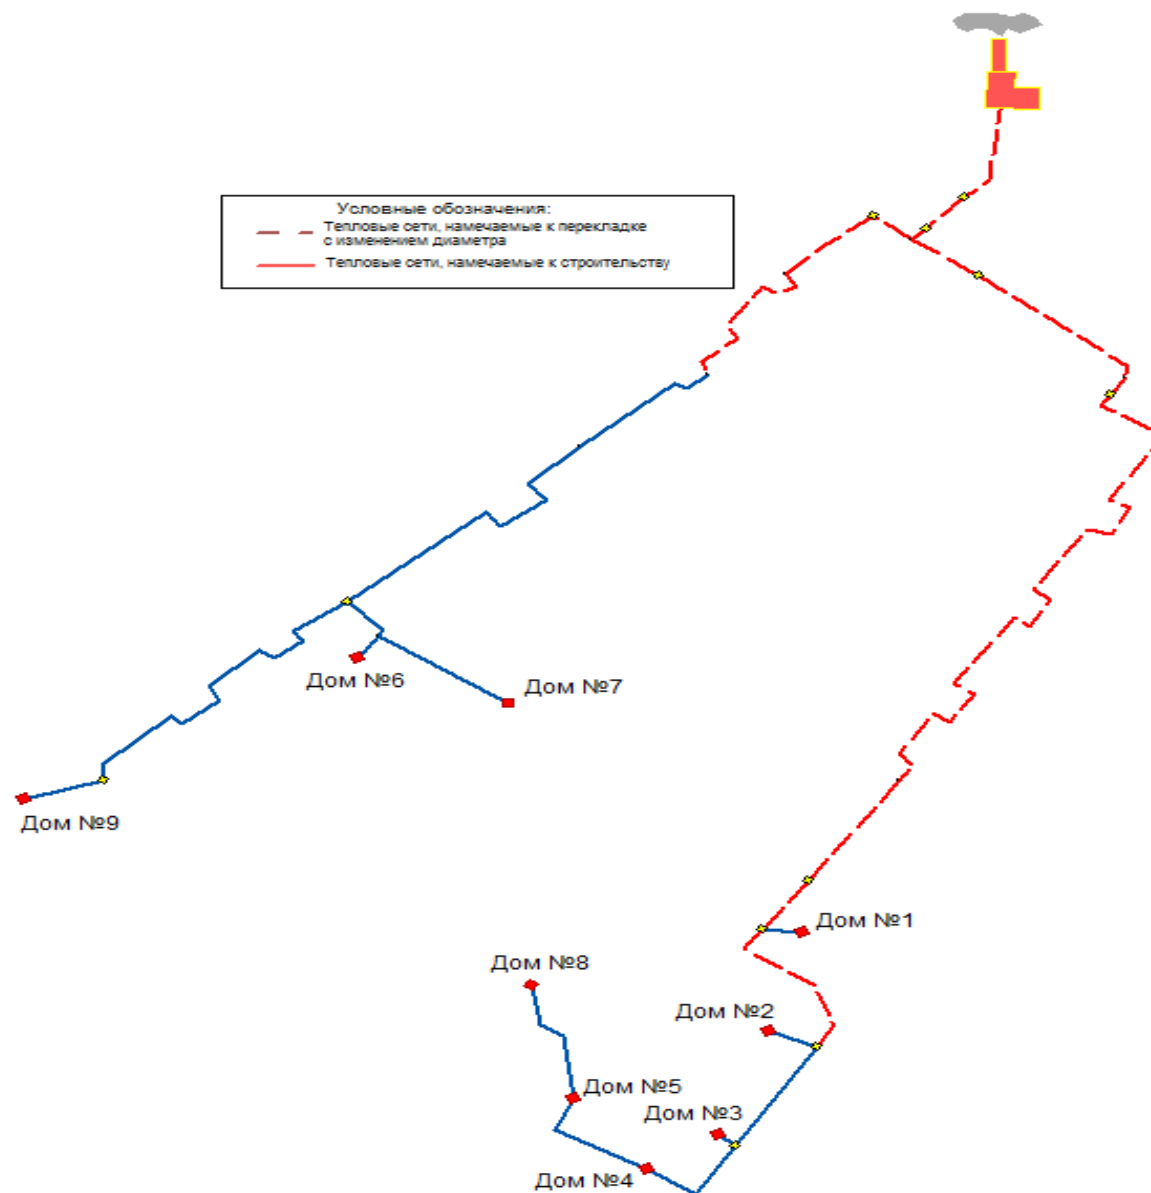 Условные обозначения:
Тепловые сети, намечаемые к перекладке
с изменением диаметра
Тепловые сети, намечаемые к строительству
Дом №6
Дом №7
Дом №9
Дом №1
Дом №8
Дом №2
Дом №5
Дом №3
Дом №4